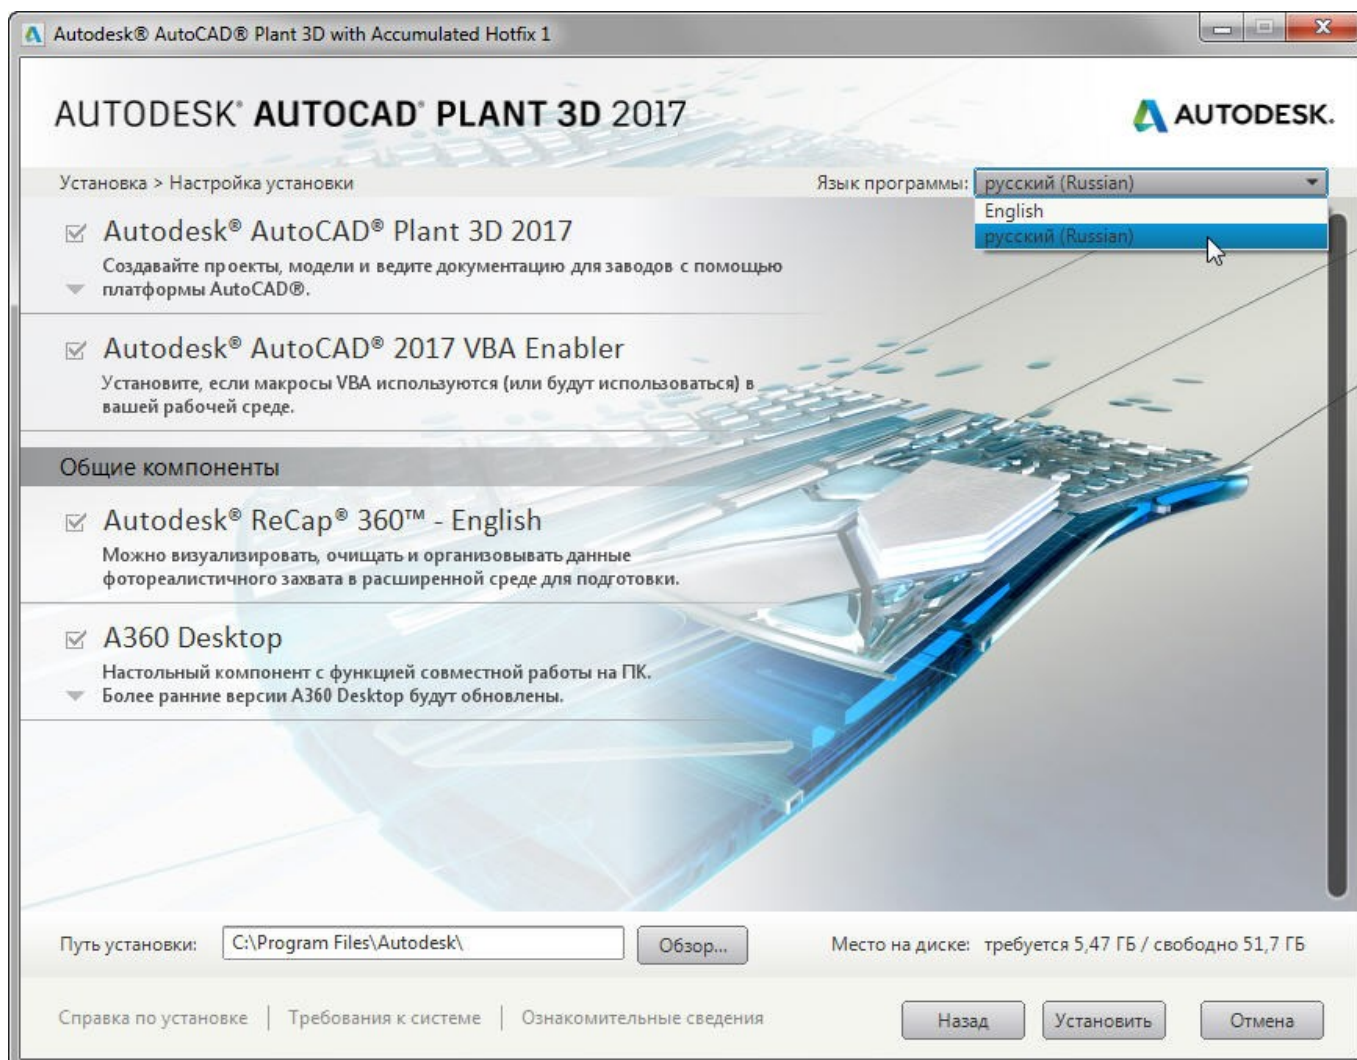 Autodesk® AutoCAD® Plant 3D with Accumulated Hotfix 1
AUTODESK® AUTOCAD® PLANT 3D 2017
AUTODESK.
Установка > Настройка установки
Язык программы: русский (Russian)
English
русский (Russian)
Autodesk® AutoCAD® Plant 3D 2017
Создавайте проекты, модели и ведите документацию для заводов с помощью
платформы AutoCAD®.
Autodesk® AutoCAD® 2017 VBA Enabler
Установите, если макросы VBA используются (или будут использоваться) в
вашей рабочей среде.
Общие компоненты
Autodesk® ReCap® 360™ - English
Можно визуализировать, очищать и организовывать данные
фотореалистичного захвата в расширенной среде для подготовки.
A360 Desktop
Настольный компонент с функцией совместной работы на ПК.
Более ранние версии A360 Desktop будут обновлены.
Путь установки: C:\Program Files\Autodesk\ Обзор... Место на диске: требуется 5,47 ГБ / свободно 51,7 ГБ
Справка по установке | Требования к системе | Ознакомительные сведения
Назад Установить Отмена